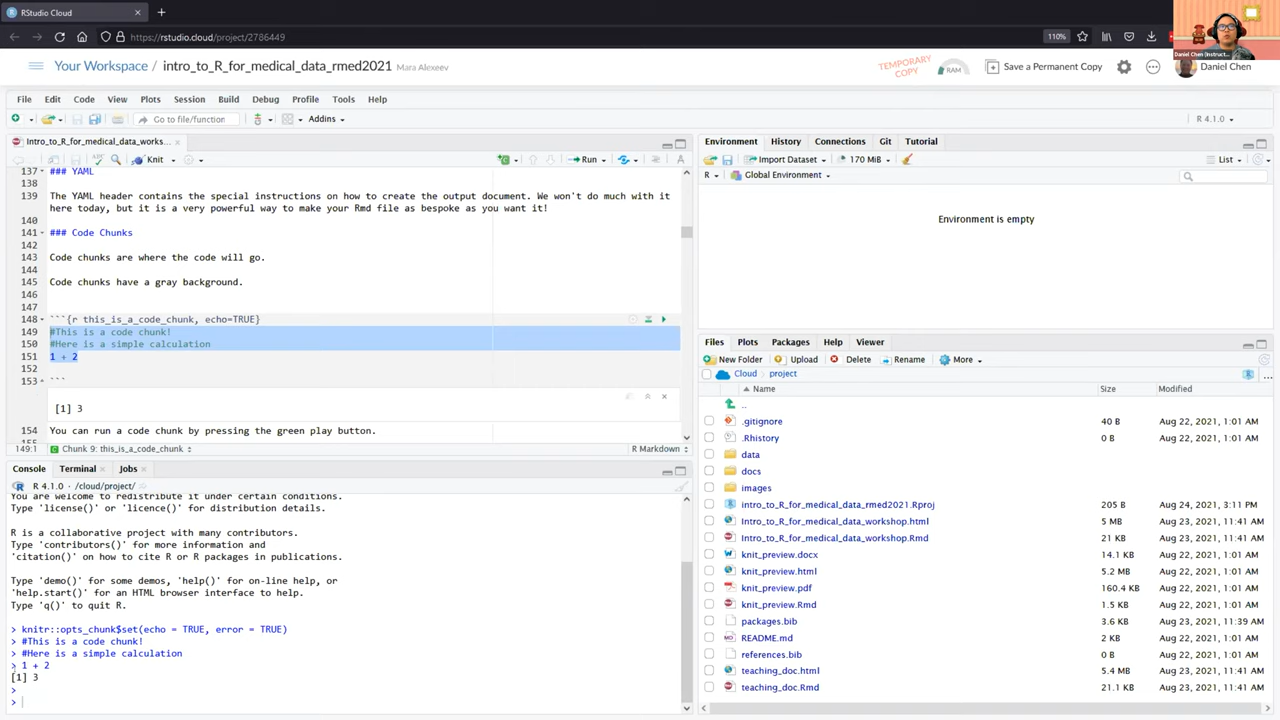 RStudio Cloud
https://rstudio.cloud/project/2786449
110%
Daniel Chen (Instruct...
Your Workspace / intro_to_R_for_medical_data_rmed2021 Mara Alexeev
TEMPORARY COPY
RAM
Save a Permanent Copy
Daniel Chen
File Edit Code View Plots Session Build Debug Profile Tools Help
Go to file/function
Addins
R 4.1.0
Intro_to_R_for_medical_data_works...
Knit
Run
137 ### YAML
138
139 The YAML header contains the special instructions on how to create the output document. We won't do much with it
here today, but it is a very powerful way to make your Rmd file as bespoke as you want it!
140
141 ### Code Chunks
142
143 Code chunks are where the code will go.
144
145 Code chunks have a gray background.
146
147
148 ```{r this_is_a_code_chunk, echo=TRUE}
149 #This is a code chunk!
150 #Here is a simple calculation
151 1 + 2
152
153 ```
[1] 3
154 You can run a code chunk by pressing the green play button.
149:1 Chunk 9: this_is_a_code_chunk R Markdown
Console Terminal Jobs
R 4.1.0 · /cloud/project/
You are welcome to redistribute it under certain conditions.
Type 'license()' or 'licence()' for distribution details.
R is a collaborative project with many contributors.
Type 'contributors()' for more information and
'citation()' on how to cite R or R packages in publications.
Type 'demo()' for some demos, 'help()' for on-line help, or
'help.start()' for an HTML browser interface to help.
Type 'q()' to quit R.
> knitr::opts_chunk$set(echo = TRUE, error = TRUE)
> #This is a code chunk!
> #Here is a simple calculation
> 1 + 2
[1] 3
>
>
Environment History Connections Git Tutorial
Import Dataset 170 MiB List
R Global Environment
Environment is empty
Files Plots Packages Help Viewer
New Folder Upload Delete Rename More
Cloud project
Name Size Modified
..
.gitignore 40 B Aug 22, 2021, 1:01 AM
.Rhistory 0 B Aug 22, 2021, 1:01 AM
data
docs
images
intro_to_R_for_medical_data_rmed2021.Rproj 205 B Aug 24, 2021, 3:11 PM
Intro_to_R_for_medical_data_workshop.html 5 MB Aug 23, 2021, 11:41 AM
Intro_to_R_for_medical_data_workshop.Rmd 21 KB Aug 23, 2021, 11:41 AM
knit_preview.docx 14.1 KB Aug 22, 2021, 1:01 AM
knit_preview.html 5.2 MB Aug 22, 2021, 1:01 AM
knit_preview.pdf 160.4 KB Aug 22, 2021, 1:01 AM
knit_preview.Rmd 1.5 KB Aug 22, 2021, 1:01 AM
packages.bib 3.6 KB Aug 23, 2021, 11:39 AM
README.md 2 KB Aug 22, 2021, 1:01 AM
references.bib 0 B Aug 22, 2021, 1:01 AM
teaching_doc.html 5.4 MB Aug 23, 2021, 11:41 AM
teaching_doc.Rmd 21.1 KB Aug 23, 2021, 11:41 AM